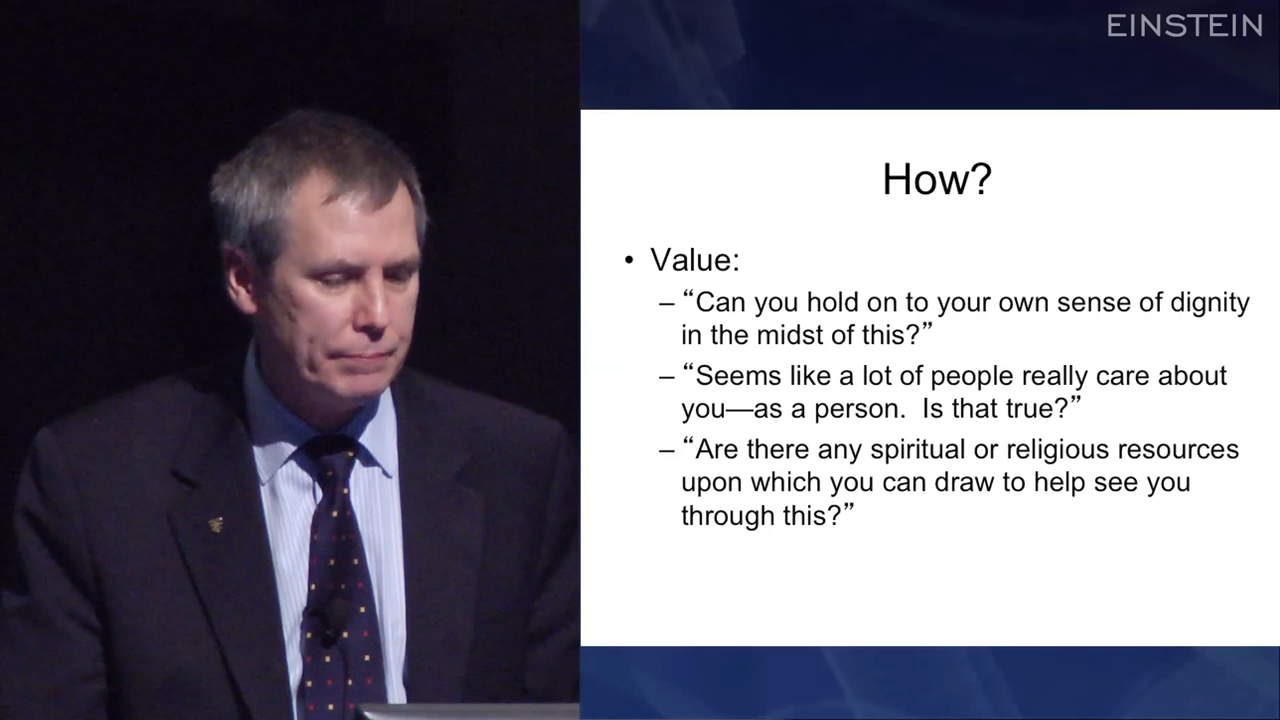 EINSTEIN
How?
• Value:
– “Can you hold on to your own sense of dignity
in the midst of this?”
– “Seems like a lot of people really care about
you—as a person.  Is that true?”
– “Are there any spiritual or religious resources
upon which you can draw to help see you
through this?”